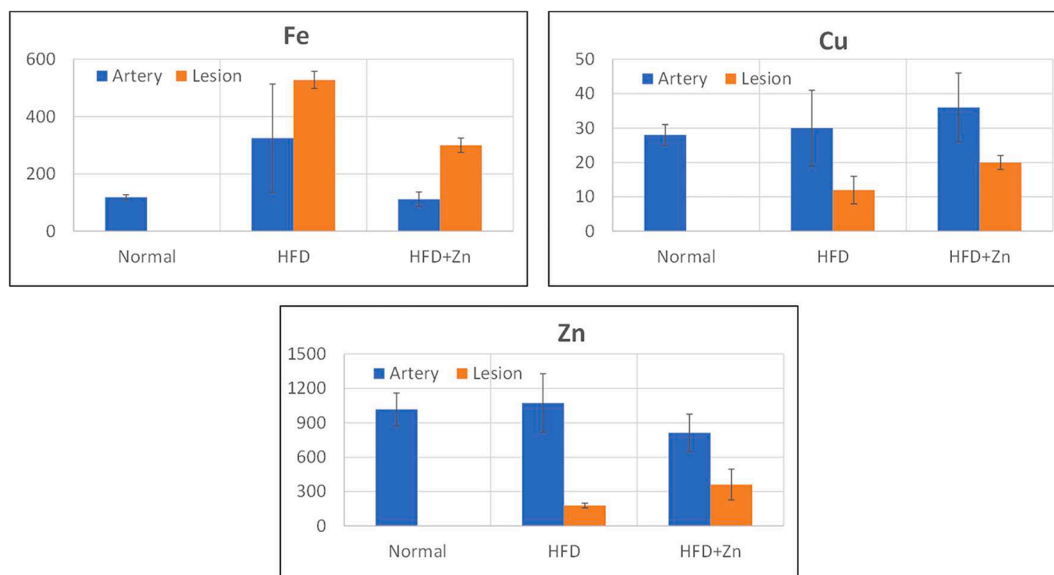 Fe
600
Artery Lesion
400
200
0
Normal HFD HFD+Zn
Cu
50
Artery Lesion
40
30
20
10
0
Normal HFD HFD+Zn
Zn
1500
Artery Lesion
1200
900
600
300
0
Normal HFD HFD+Zn